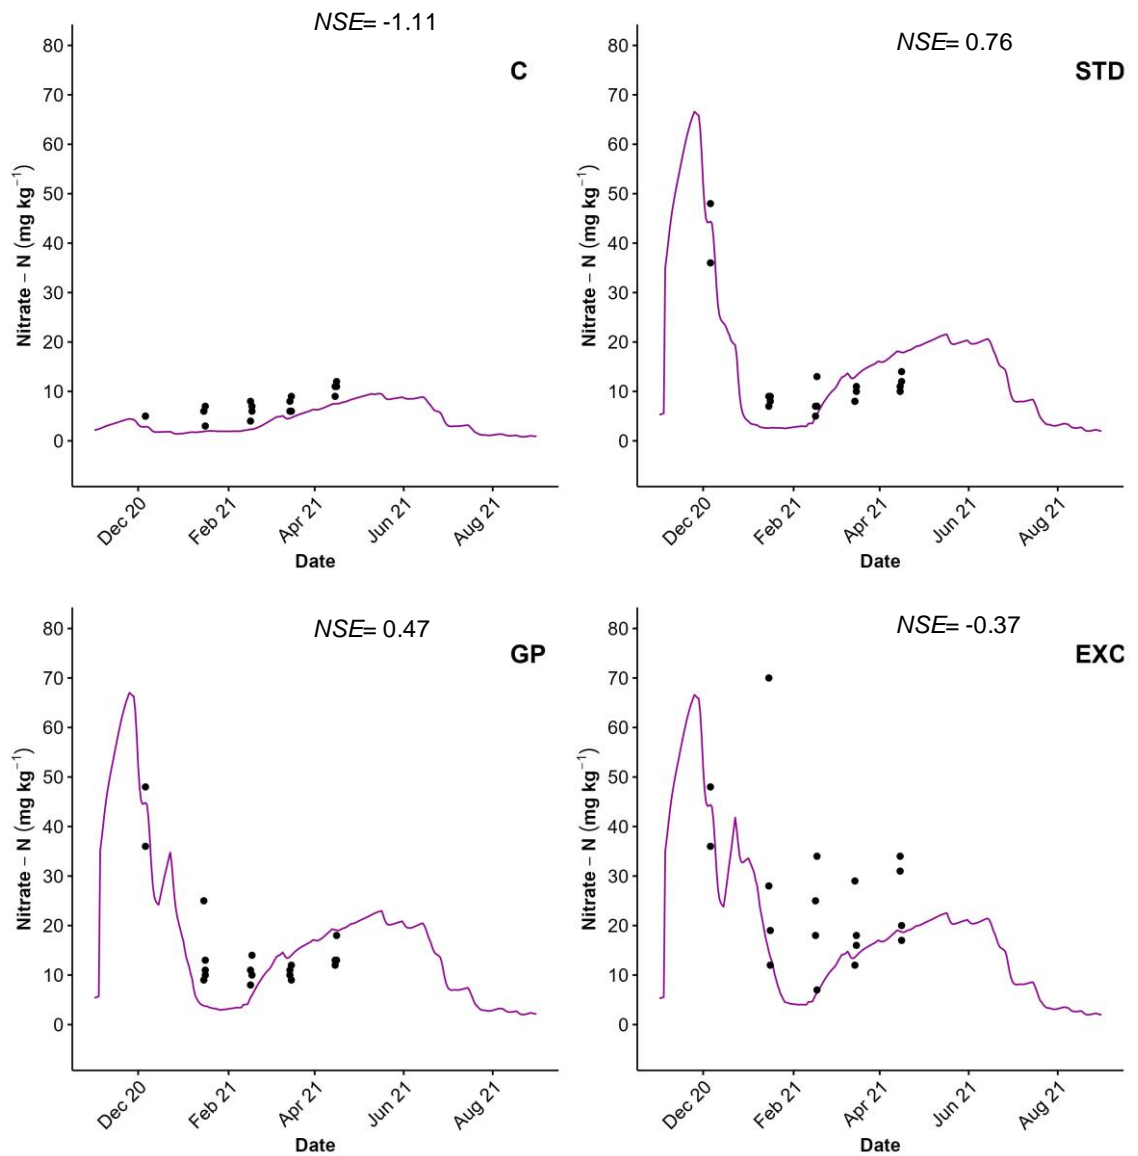 NSE= -1.11
C
80
70
60
50
40
30
20
10
0
Nitrate – N (mg kg⁻¹)
Dec 20
Feb 21
Apr 21
Jun 21
Aug 21
Date
NSE= 0.76
STD
80
70
60
50
40
30
20
10
0
Nitrate – N (mg kg⁻¹)
Dec 20
Feb 21
Apr 21
Jun 21
Aug 21
Date
NSE= 0.47
GP
80
70
60
50
40
30
20
10
0
Nitrate – N (mg kg⁻¹)
Dec 20
Feb 21
Apr 21
Jun 21
Aug 21
Date
NSE= -0.37
EXC
80
70
60
50
40
30
20
10
0
Nitrate – N (mg kg⁻¹)
Dec 20
Feb 21
Apr 21
Jun 21
Aug 21
Date